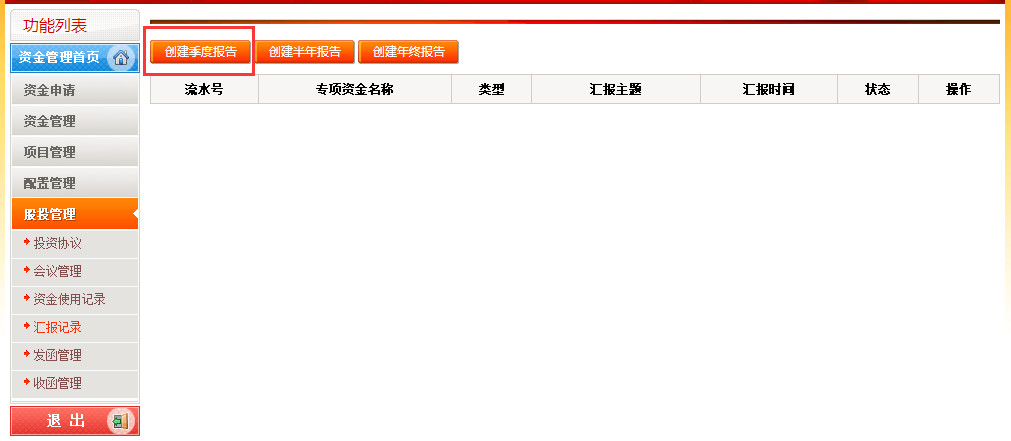 功能列表
资金管理首页
资金申请
资金管理
项目管理
配置管理
股投管理
投资协议
会议管理
资金使用记录
汇报记录
发函管理
收函管理
退 出
创建季度报告 创建半年报告 创建年终报告
流水号 专项资金名称 类型 汇报主题 汇报时间 状态 操作